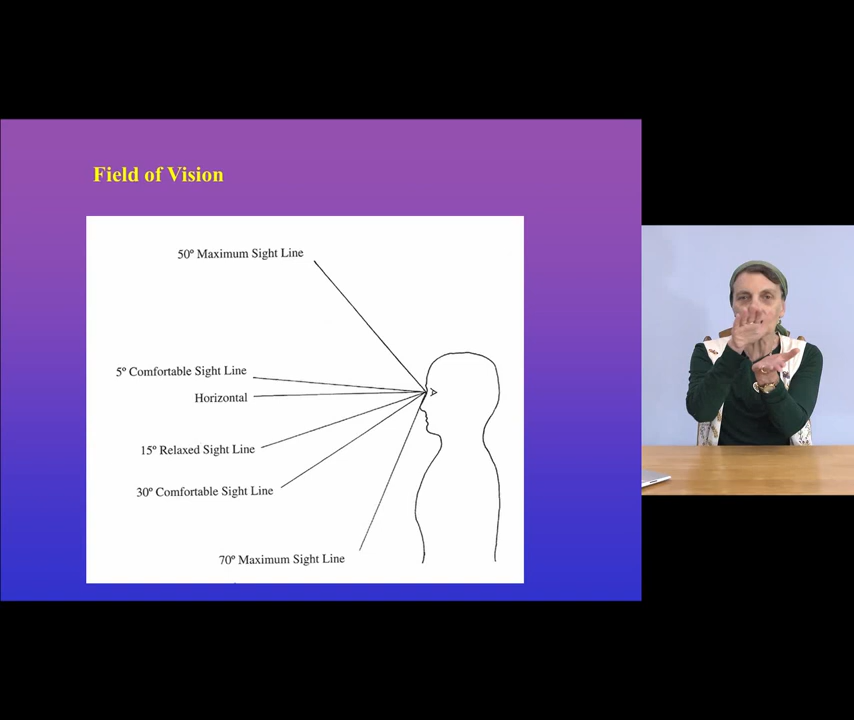 Field of Vision
50º Maximum Sight Line
5º Comfortable Sight Line
Horizontal
15º Relaxed Sight Line
30º Comfortable Sight Line
70º Maximum Sight Line